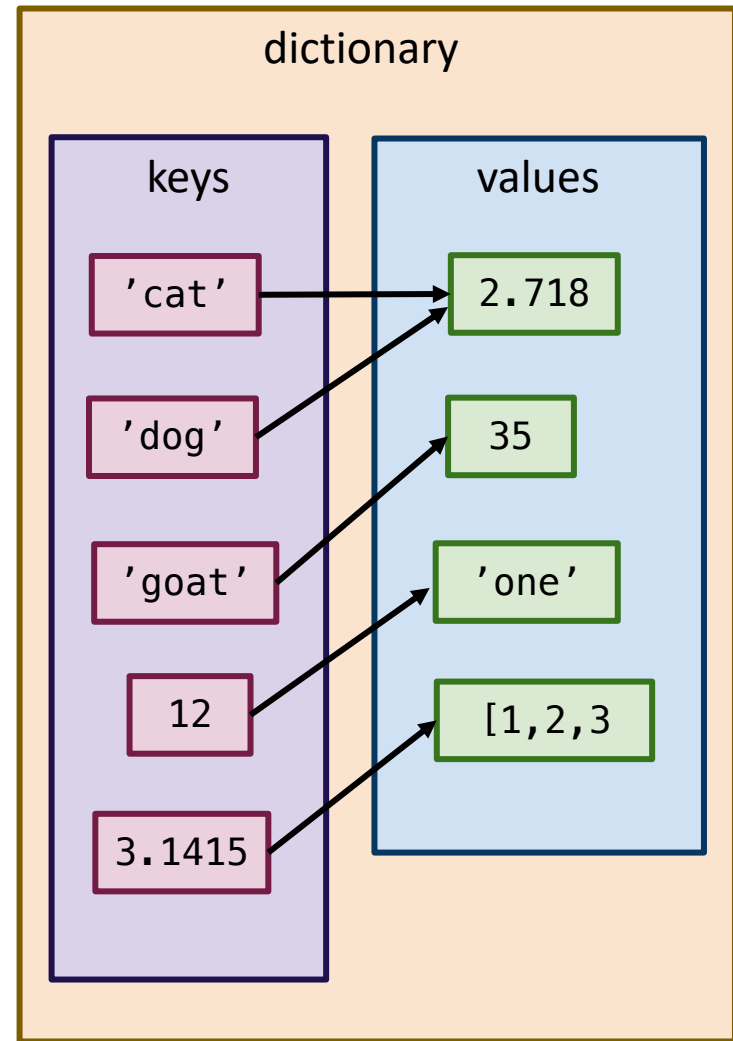 dictionary
keys
values
’cat’
2.718
’dog’
35
’goat’
’one’
12
[1,2,3
3.1415